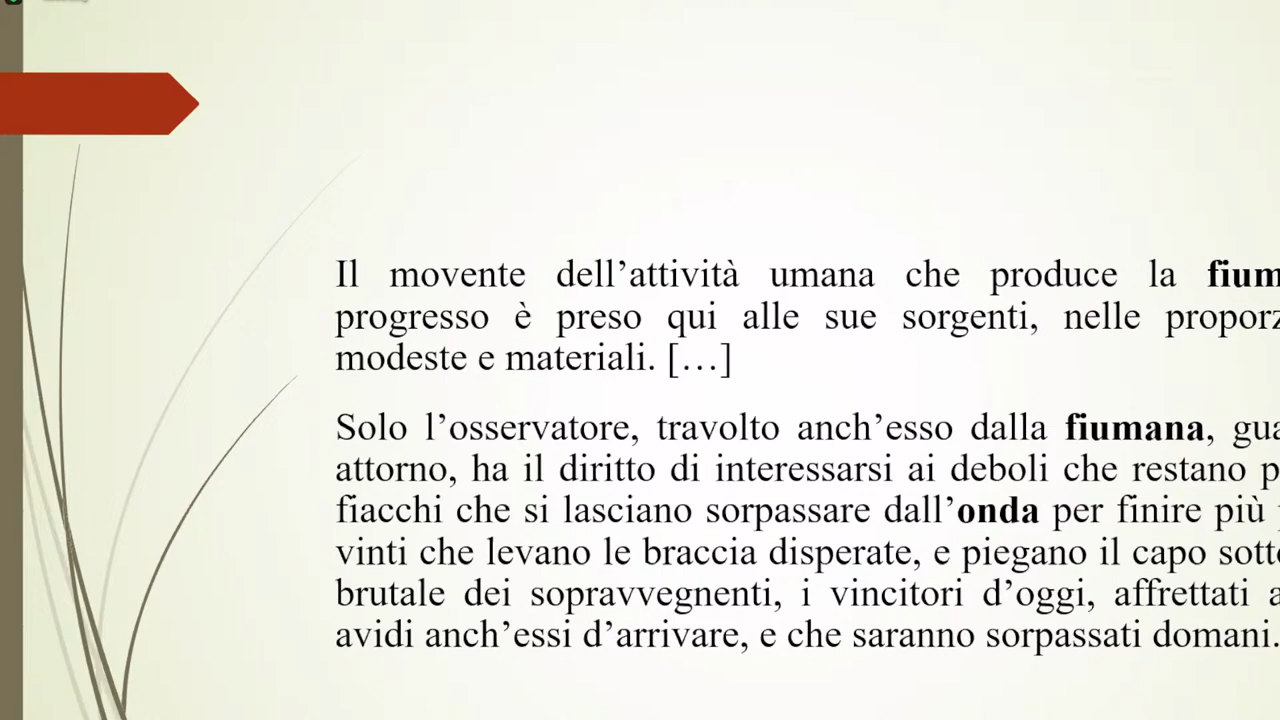 Il movente dell’attività umana che produce la
progresso è preso qui alle sue sorgenti, nelle
modeste e materiali. […]
Solo l’osservatore, travolto anch’esso dalla fiumana,
attorno, ha il diritto di interessarsi ai deboli che restano
fiacchi che si lasciano sorpassare dall’onda per finire più
vinti che levano le braccia disperate, e piegano il capo
brutale dei sopravvegnenti, i vincitori d’oggi, affrettati
avidi anch’essi d’arrivare, e che saranno sorpassati domani.